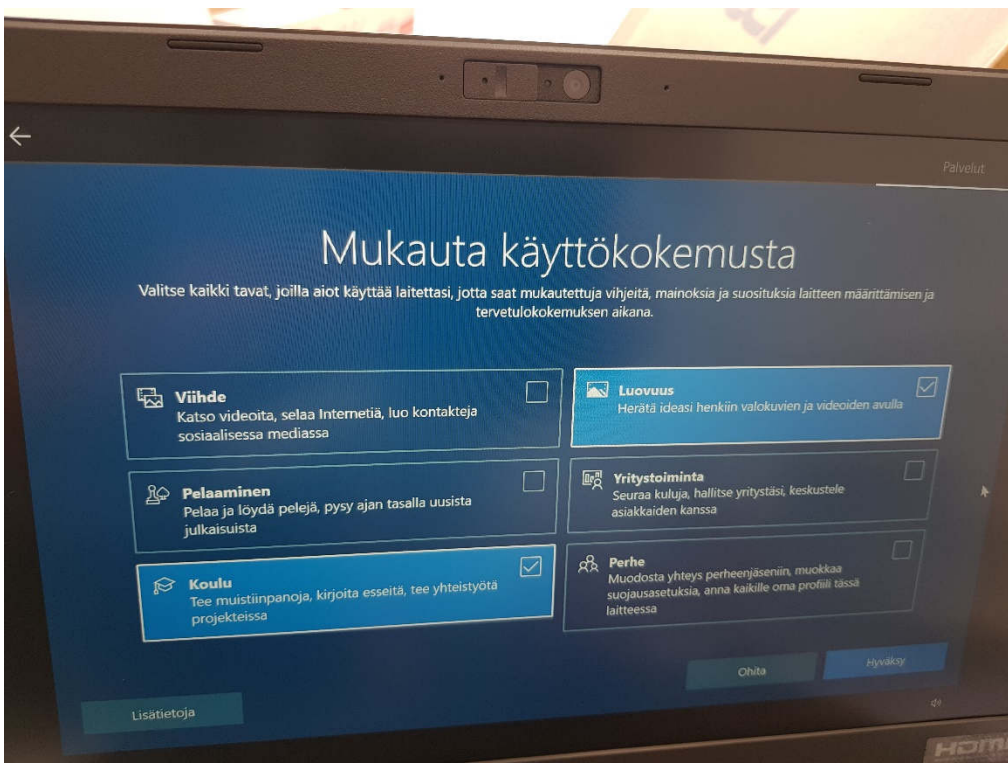 Palvelut
Mukauta käyttökokemusta
Valitse kaikki tavat, joilla aiot käyttää laitettasi, jotta saat mukautettuja vihjeitä, mainoksia ja suosituksia laitteen määrittämisen ja
tervetulokokemuksen aikana.
Viihde
Katso videoita, selaa Internetiä, luo kontakteja
sosiaalisessa mediassa
Luovuus
Herätä ideasi henkiin valokuvien ja videoiden avulla
Pelaaminen
Pelaa ja löydä pelejä, pysy ajan tasalla uusista
julkaisuista
Yritystoiminta
Seuraa kuluja, hallitse yritystäsi, keskustele
asiakkaiden kanssa
Koulu
Tee muistiinpanoja, kirjoita esseitä, tee yhteistyötä
projekteissa
Perhe
Muodosta yhteys perheenjäseniin, muokkaa
suojausasetuksia, anna kaikille oma profiili tässä
laitteessa
Lisätietoja
Ohita
Hyväksy